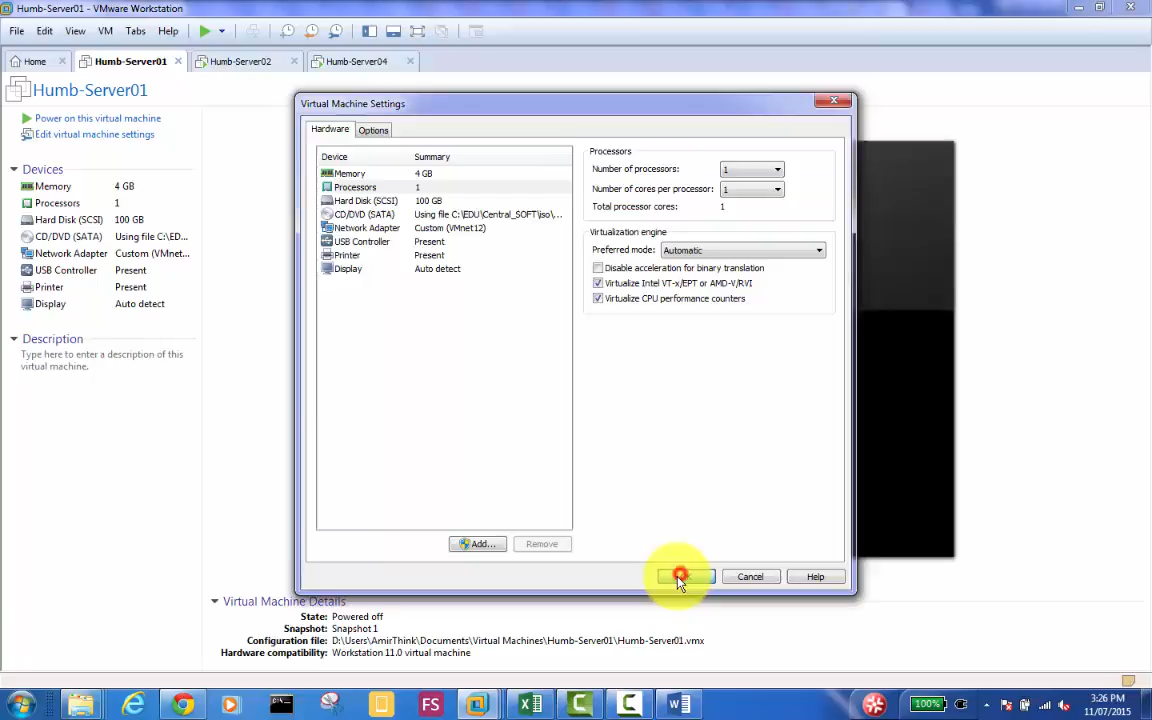 Humb-Server01 - VMware Workstation
File Edit View VM Tabs Help
Home Humb-Server01 Humb-Server02 Humb-Server04
Humb-Server01
Power on this virtual machine
Edit virtual machine settings
Devices
Memory 4 GB
Processors 1
Hard Disk (SCSI) 100 GB
CD/DVD (SATA) Using file C:\ED...
Network Adapter Custom (VMnet...
USB Controller Present
Printer Present
Display Auto detect
Description
Type here to enter a description of this
virtual machine.
Virtual Machine Settings
Hardware Options
Device Summary
Memory 4 GB
Processors 1
Hard Disk (SCSI) 100 GB
CD/DVD (SATA) Using file C:\EDU\Central_SOFT\iso\,...
Network Adapter Custom (VMnet12)
USB Controller Present
Printer Present
Display Auto detect
Add... Remove
Processors
Number of processors: 1
Number of cores per processor: 1
Total processor cores: 1
Virtualization engine
Preferred mode: Automatic
Disable acceleration for binary translation
Virtualize Intel VT-x/EPT or AMD-V/RVI
Virtualize CPU performance counters
Cancel Help
Virtual Machine Details
State: Powered off
Snapshot: Snapshot 1
Configuration file: D:\Users\AmirThink\Documents\Virtual Machines\Humb-Server01\Humb-Server01.vmx
Hardware compatibility: Workstation 11.0 virtual machine
FS
100%
3:26 PM
11/07/2015